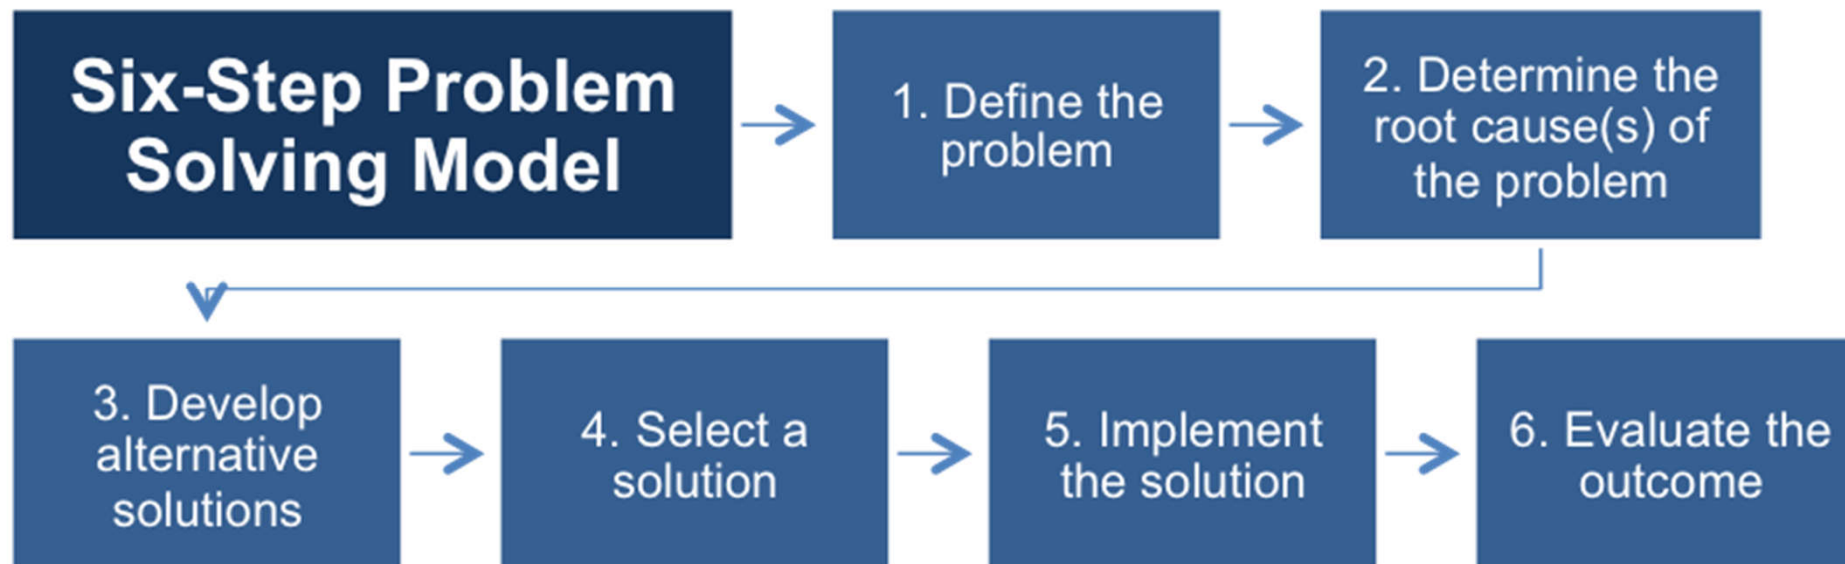 Six-Step Problem
Solving Model
1. Define the
problem
2. Determine the
root cause(s) of
the problem
3. Develop
alternative
solutions
4. Select a
solution
5. Implement
the solution
6. Evaluate the
outcome